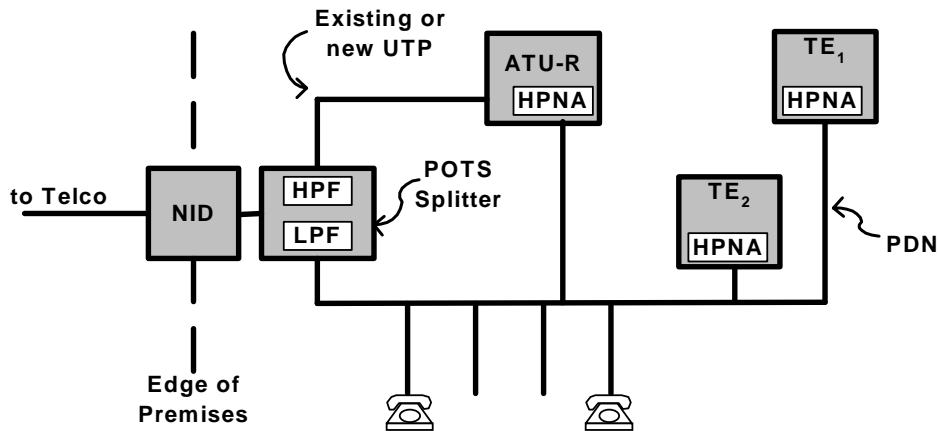 Existing or
new UTP
ATU-R
HPNA
TE1
HPNA
to Telco
NID
HPF
LPF
POTS
Splitter
TE2
HPNA
PDN
Edge of
Premises